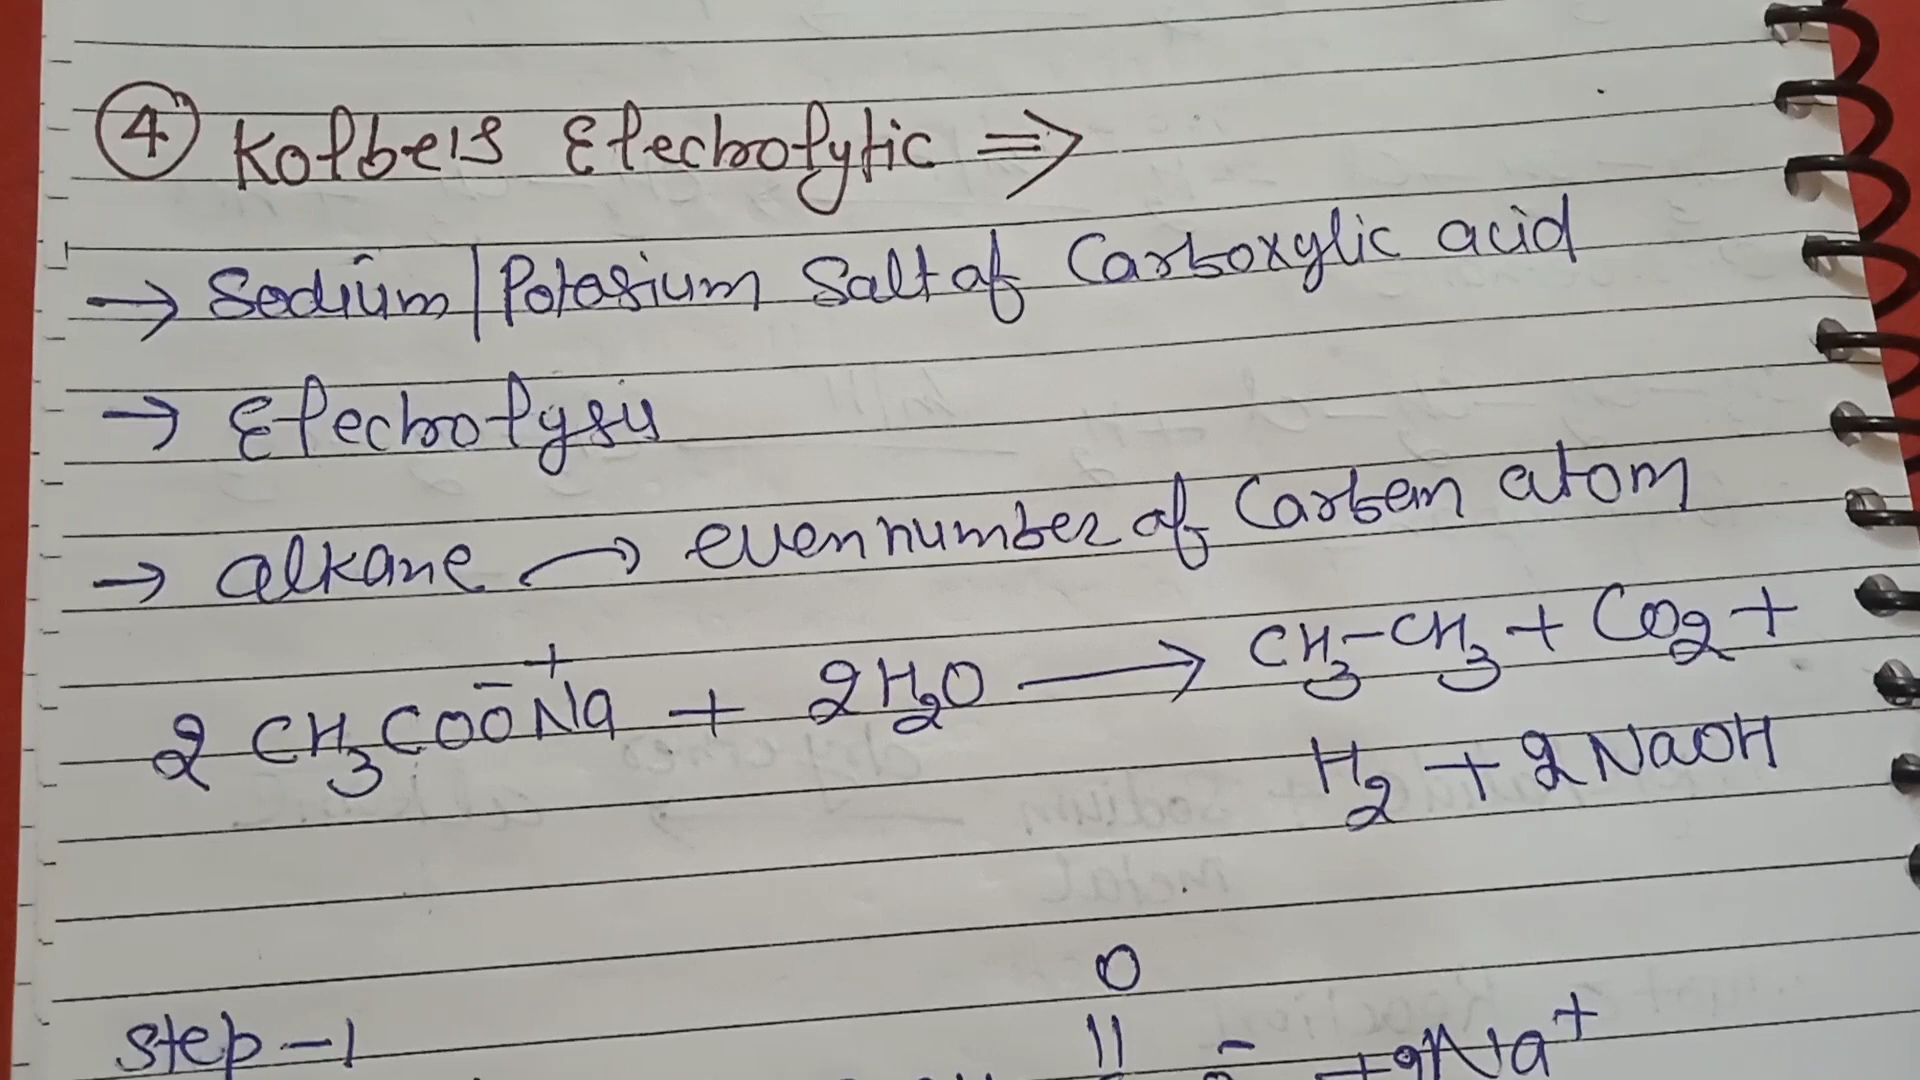 ④ Kolbe's Electrolytic ⇒
→ Sodium | Potasium Salt of Carboxylic acid
→ Electrolysis
→ alkane → even number of Carbon atom
2 CH₃COO⁻Na⁺ + 2H₂O → CH₃-CH₃ + CO₂ +
H₂ + 2NaOH
O
step-1 || - +2Na⁺